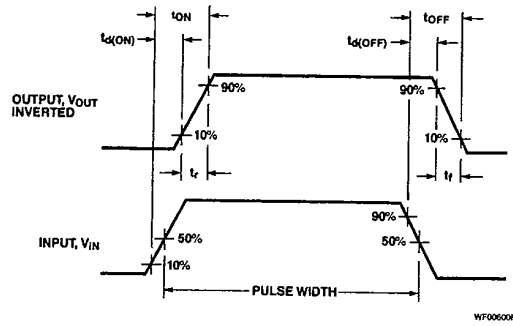 tON
td(ON)
tOFF
td(OFF)
OUTPUT, VOUT
INVERTED
90%
90%
10%
10%
tr
tf
INPUT, VIN
90%
50%
50%
10%
PULSE WIDTH